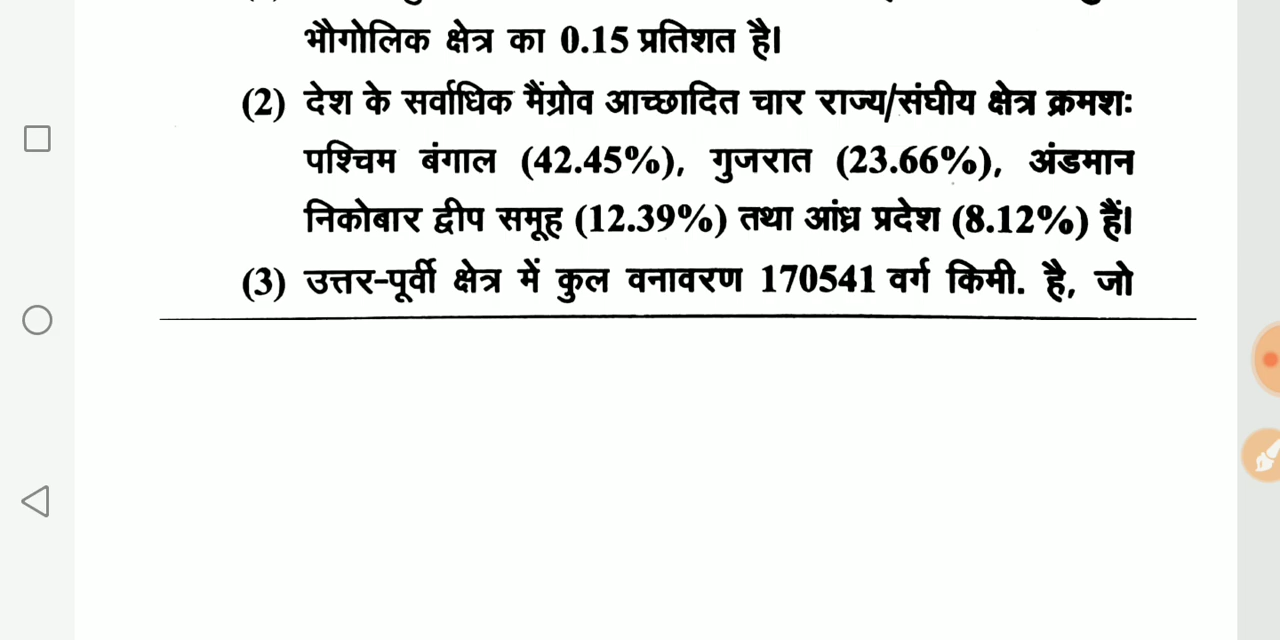 भौगोलिक क्षेत्र का 0.15 प्रतिशत है।
(2) देश के सर्वाधिक मैंग्रोव आच्छादित चार राज्य/संघीय क्षेत्र क्रमशः
पश्चिम बंगाल (42.45%), गुजरात (23.66%), अंडमान
निकोबार द्वीप समूह (12.39%) तथा आंध्र प्रदेश (8.12%) हैं।
(3) उत्तर-पूर्वी क्षेत्र में कुल वनावरण 170541 वर्ग किमी. है, जो